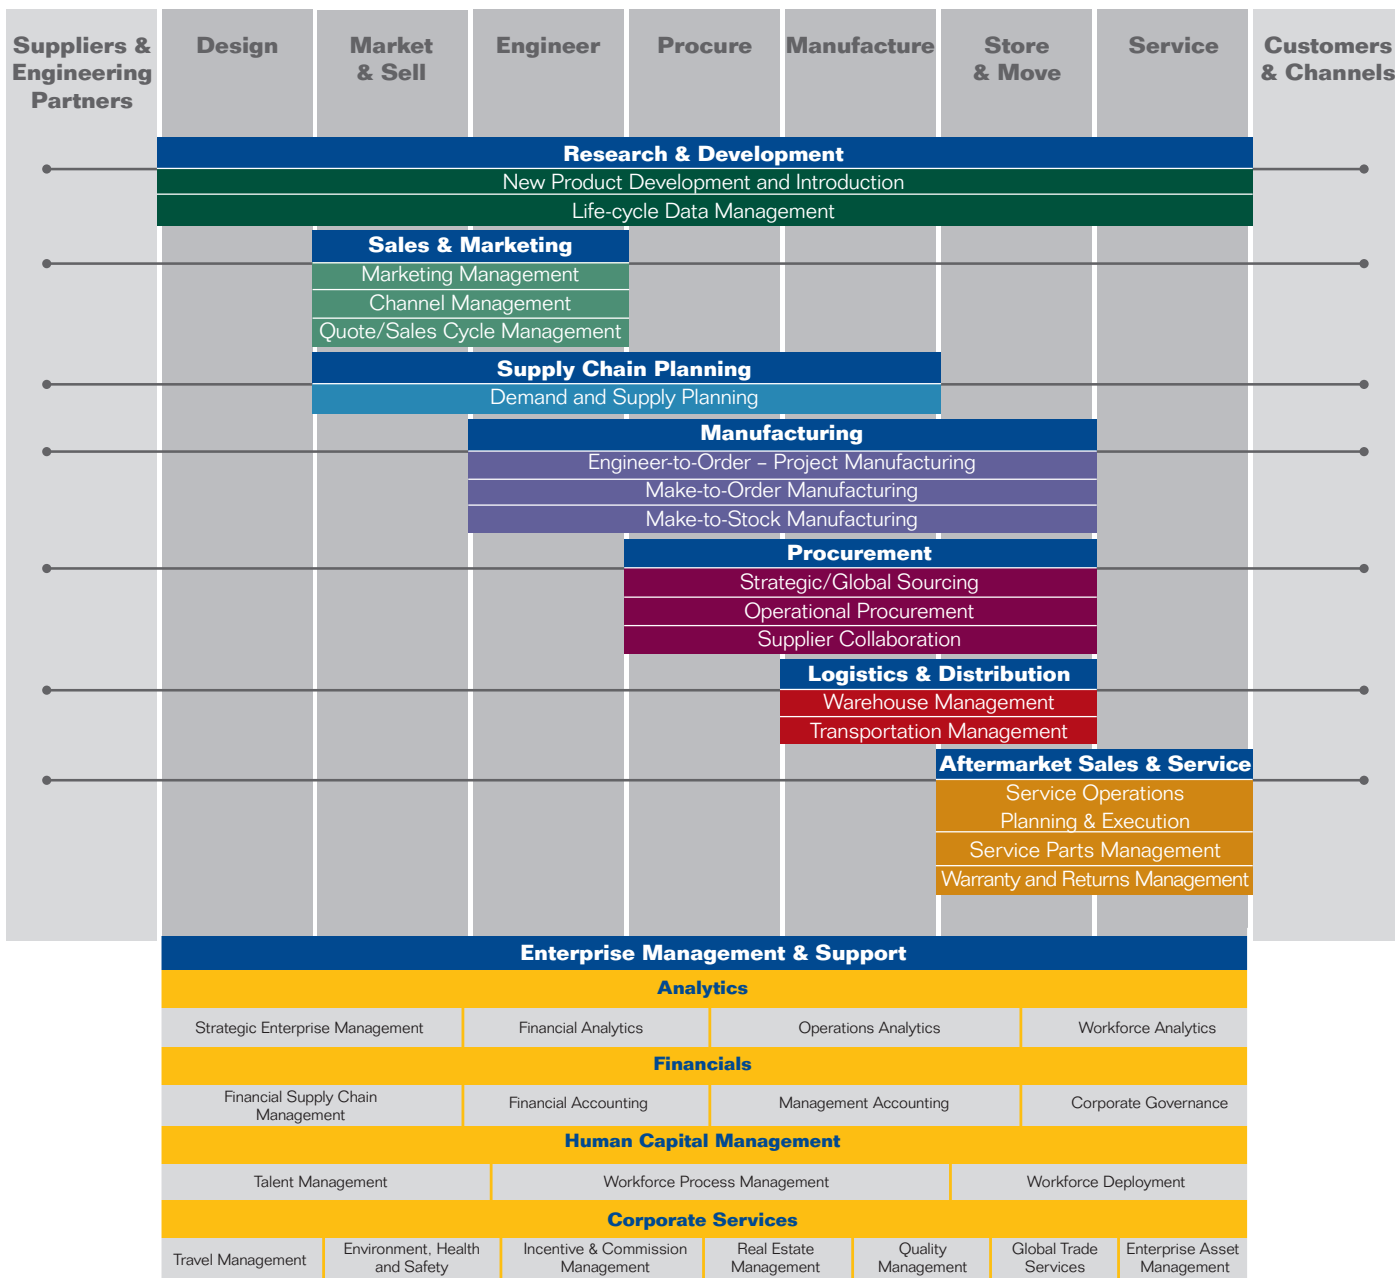 Suppliers &
Engineering
Partners
Design
Market
& Sell
Engineer
Procure
Manufacture
Store
& Move
Service
Customers
& Channels
Research & Development
New Product Development and Introduction
Life-cycle Data Management
Sales & Marketing
Marketing Management
Channel Management
Quote/Sales Cycle Management
Supply Chain Planning
Demand and Supply Planning
Manufacturing
Engineer-to-Order – Project Manufacturing
Make-to-Order Manufacturing
Make-to-Stock Manufacturing
Procurement
Strategic/Global Sourcing
Operational Procurement
Supplier Collaboration
Logistics & Distribution
Warehouse Management
Transportation Management
Aftermarket Sales & Service
Service Operations
Planning & Execution
Service Parts Management
Warranty and Returns Management
Enterprise Management & Support
Analytics
Strategic Enterprise Management
Financial Analytics
Operations Analytics
Workforce Analytics
Financials
Financial Supply Chain
Management
Financial Accounting
Management Accounting
Corporate Governance
Human Capital Management
Talent Management
Workforce Process Management
Workforce Deployment
Corporate Services
Travel Management
Environment, Health
and Safety
Incentive & Commission
Management
Real Estate
Management
Quality
Management
Global Trade
Services
Enterprise Asset
Management